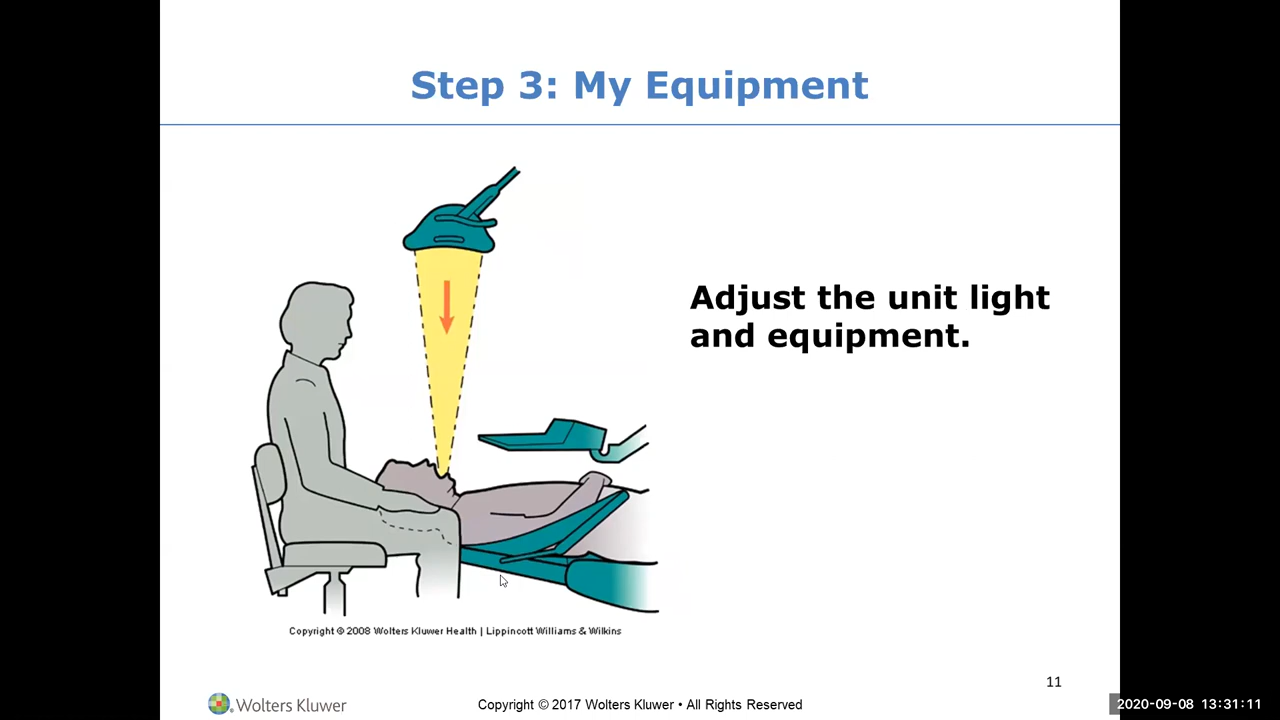 Step 3: My Equipment
Adjust the unit light
and equipment.
Copyright © 2008 Wolters Kluwer Health | Lippincott Williams & Wilkins
11
Wolters Kluwer
Copyright © 2017 Wolters Kluwer • All Rights Reserved
2020-09-08 13:31:11